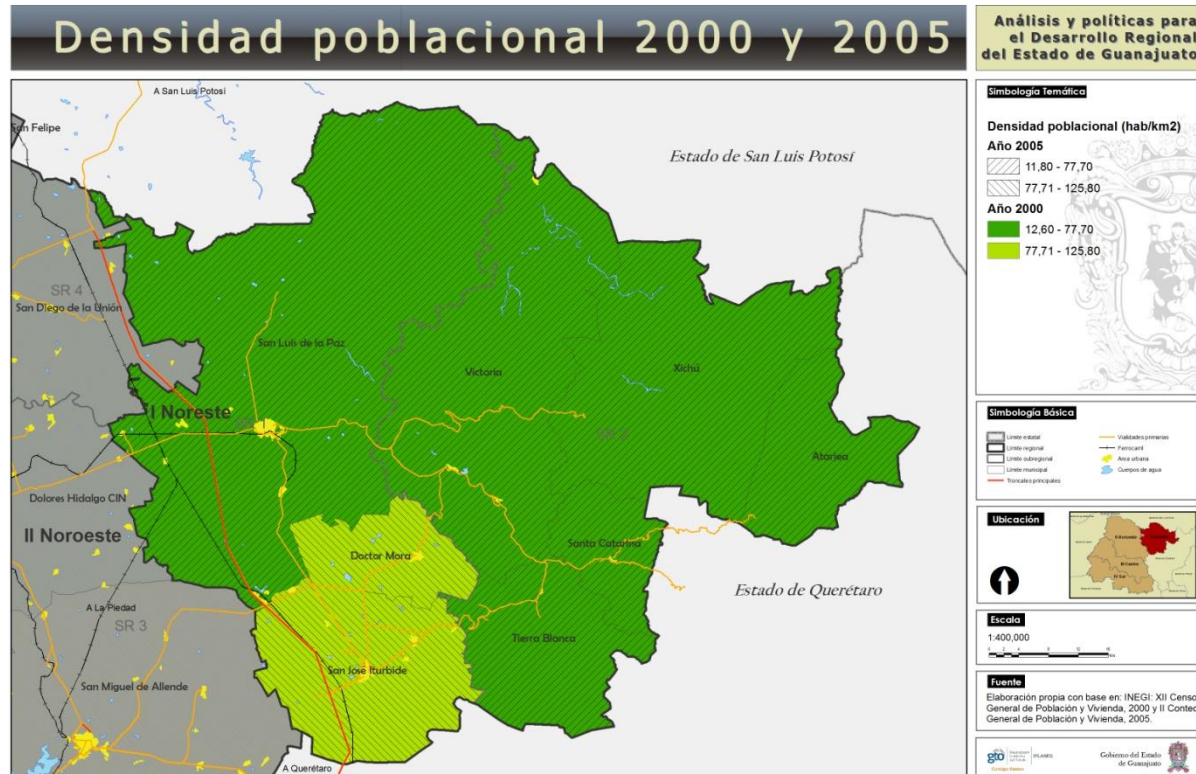 Densidad poblacional 2000 y 2005
Análisis y políticas para
el Desarrollo Regional
del Estado de Guanajuato
A San Luis Potosí
San Felipe
Estado de San Luis Potosí
SR 4
San Diego de la Unión
San Luis de la Paz
Victoria
Xichú
I Noreste
Atarjea
Dolores Hidalgo CIN
II Noroeste
Doctor Mora
Santa Catarina
Estado de Querétaro
A La Piedad
SR 3
Tierra Blanca
San José Iturbide
San Miguel de Allende
A Querétaro
Simbología Temática
Densidad poblacional (hab/km2)
Año 2005
11,80 - 77,70
77,71 - 125,80
Año 2000
12,60 - 77,70
77,71 - 125,80
Simbología Básica
Límite estatal
Límite regional
Límite subregional
Límite municipal
Troncales principales
Vialidades primarias
Ferrocarril
Area urbana
Cuerpos de agua
Ubicación
Escala
1:400,000
Fuente
Elaboración propia con base en: INEGI: XII Censo
General de Población y Vivienda, 2000 y II Conteo
General de Población y Vivienda, 2005.
gto
IPLANEG
Gobierno del Estado
de Guanajuato